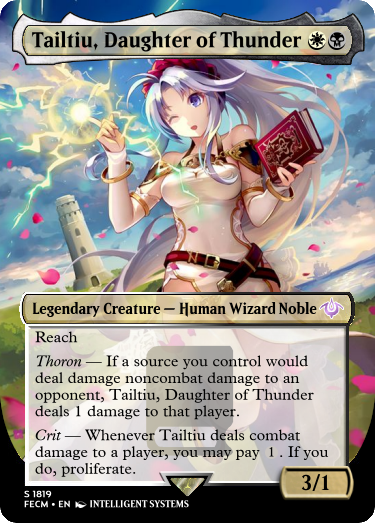 Tailtiu, Daughter of Thunder
Legendary Creature — Human Wizard Noble
Reach
Thoron — If a source you control would
deal damage noncombat damage to an
opponent, Tailtiu, Daughter of Thunder
deals 1 damage to that player.
Crit — Whenever Tailtiu deals combat
damage to a player, you may pay 1 . If you
do, proliferate.
3/1
S 1819
FECM • EN INTELLIGENT SYSTEMS